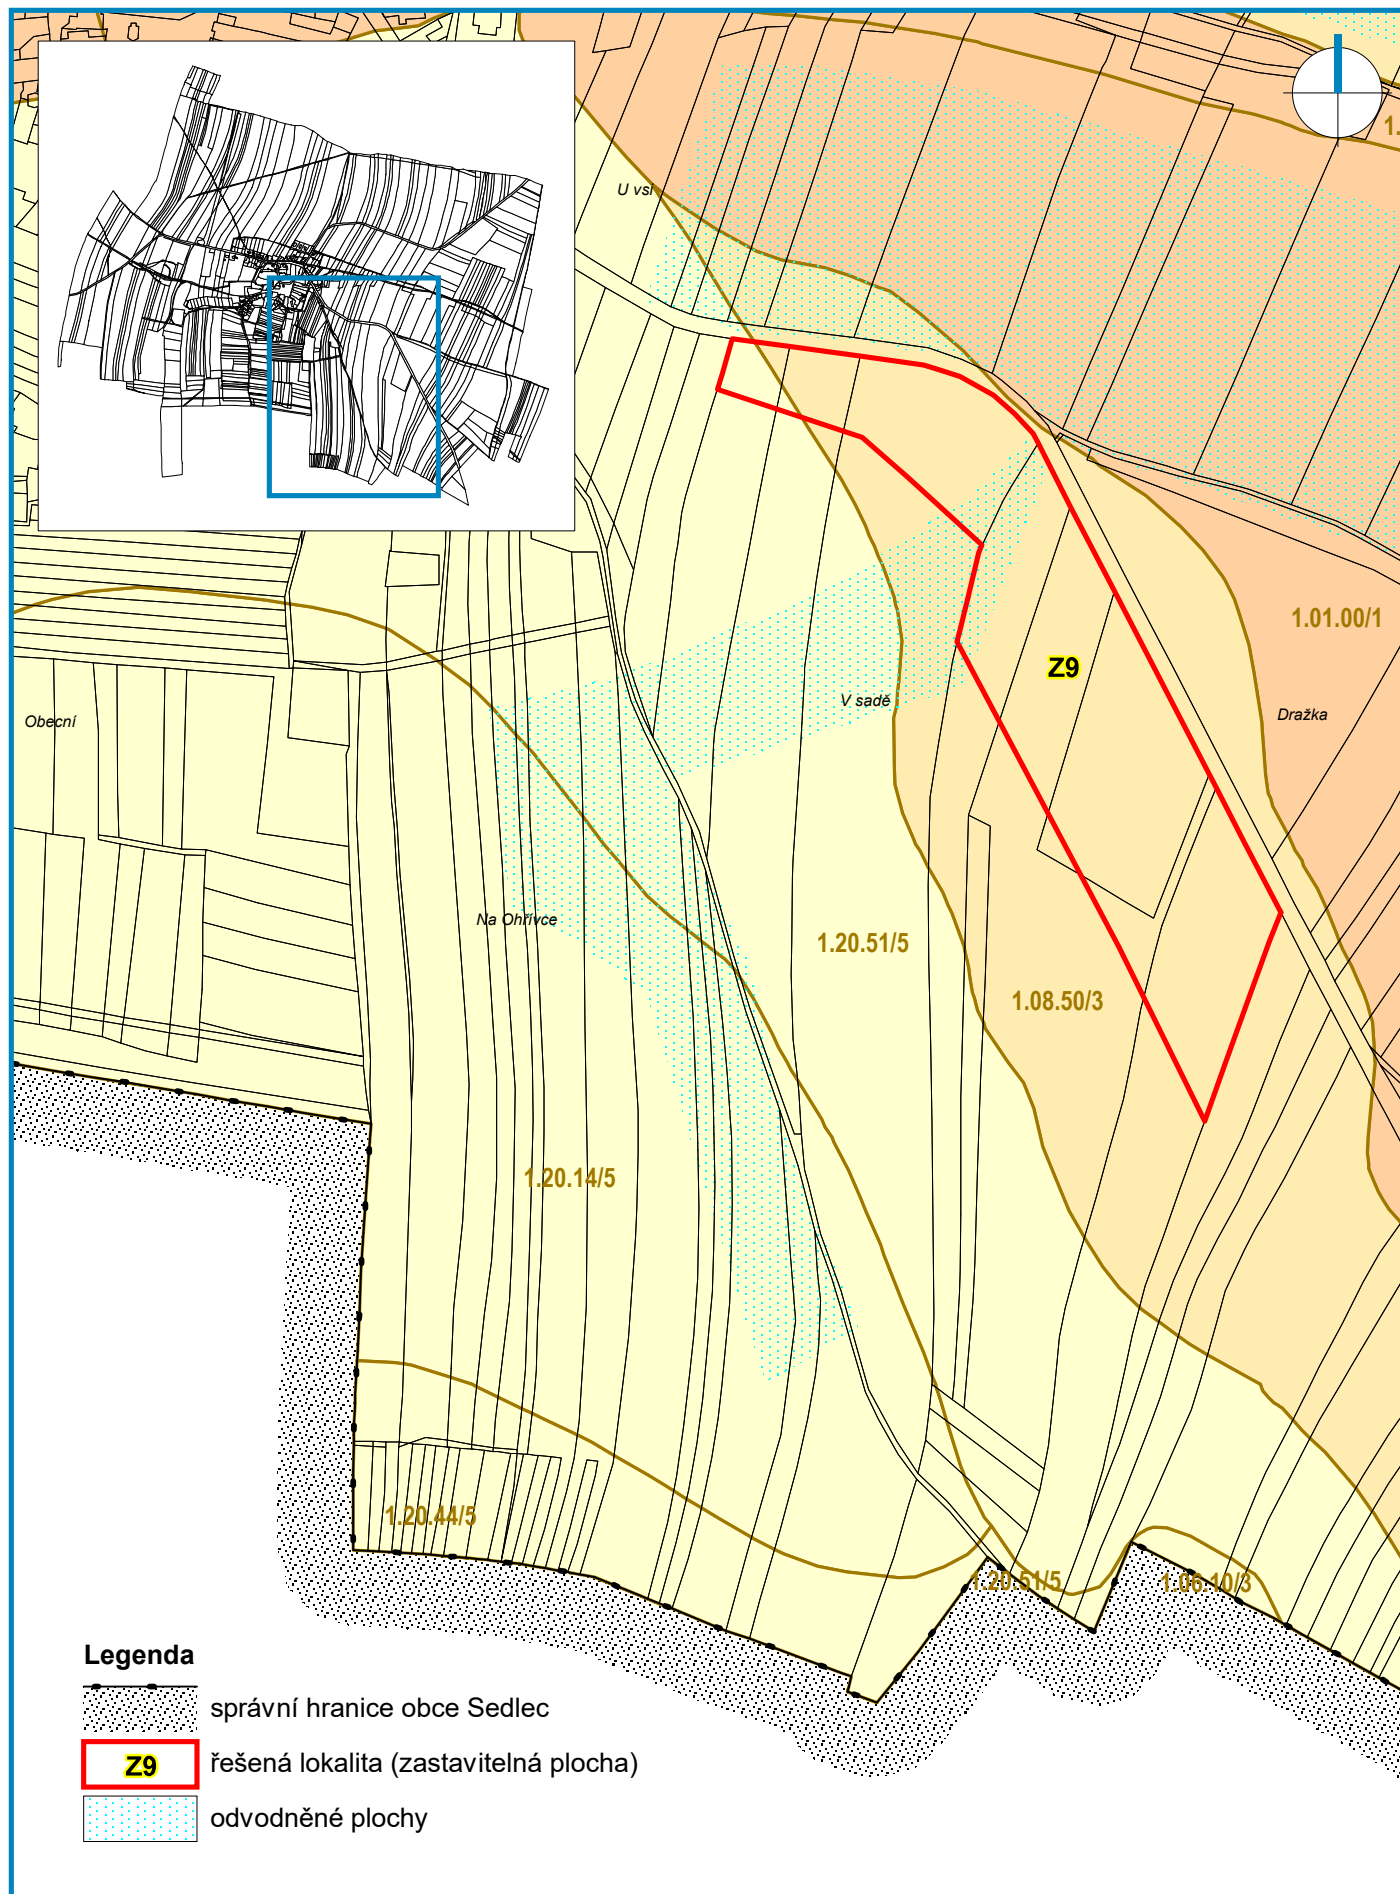 1.
U vsi
1.01.00/1
Z9
V sadě
Dražka
Obecní
Na Ohřívce
1.20.51/5
1.08.50/3
1.20.14/5
1.20.44/5
1.20.51/5
1.06.10/3
Legenda
správní hranice obce Sedlec
Z9 řešená lokalita (zastavitelná plocha)
odvodněné plochy